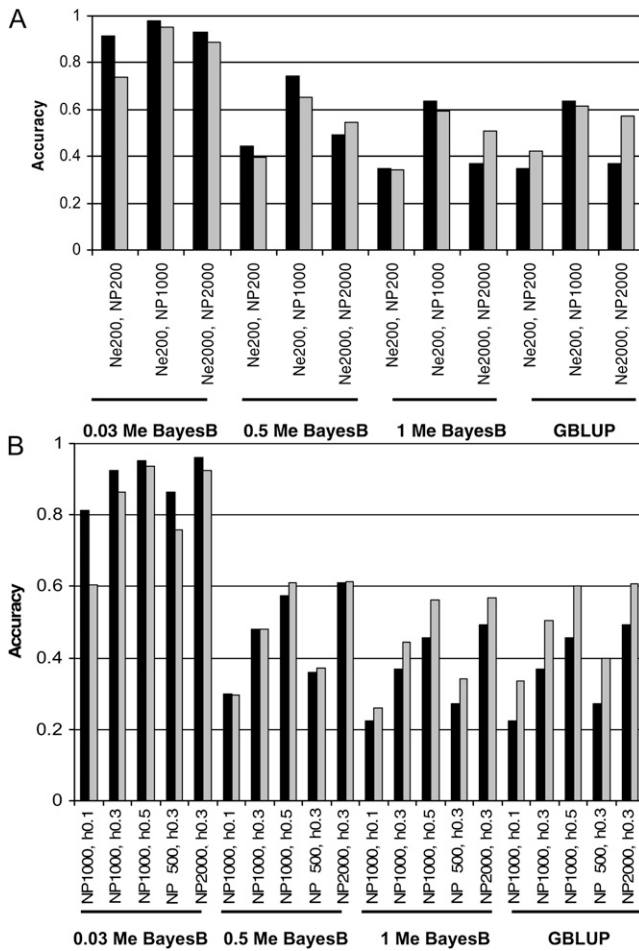 A
1
0.8
0.6
0.4
0.2
0
Accuracy
Ne200, NP200
Ne200, NP1000
Ne2000, NP2000
Ne200, NP200
Ne200, NP1000
Ne2000, NP2000
Ne200, NP200
Ne200, NP1000
Ne2000, NP2000
Ne200, NP200
Ne200, NP1000
Ne2000, NP2000
0.03 Me BayesB 0.5 Me BayesB 1 Me BayesB GBLUP
B
1
0.8
0.6
0.4
0.2
0
Accuracy
NP1000, h0.1
NP1000, h0.3
NP1000, h0.5
NP 500, h0.3
NP2000, h0.3
NP1000, h0.1
NP1000, h0.3
NP1000, h0.5
NP 500, h0.3
NP2000, h0.3
NP1000, h0.1
NP1000, h0.3
NP1000, h0.5
NP 500, h0.3
NP2000, h0.3
NP1000, h0.1
NP1000, h0.3
NP1000, h0.5
NP 500, h0.3
NP2000, h0.3
0.03 Me BayesB 0.5 Me BayesB 1 Me BayesB GBLUP